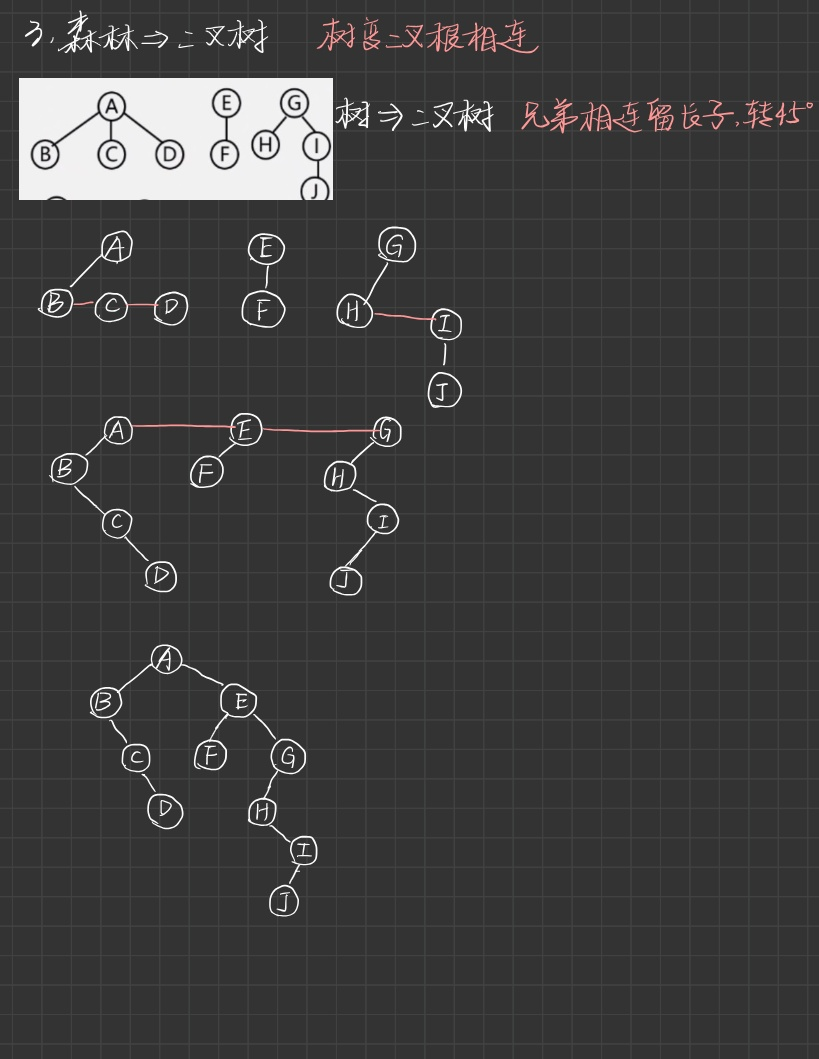 3.森林⇒二叉树 树变二叉根相连
树⇒二叉树 兄弟相连留长子,转45°
A E G
B C D F H I
J
A E G
B C D F H I
J
A E G
B F H
C I
D J
A
B E
C F G
D H
I
J